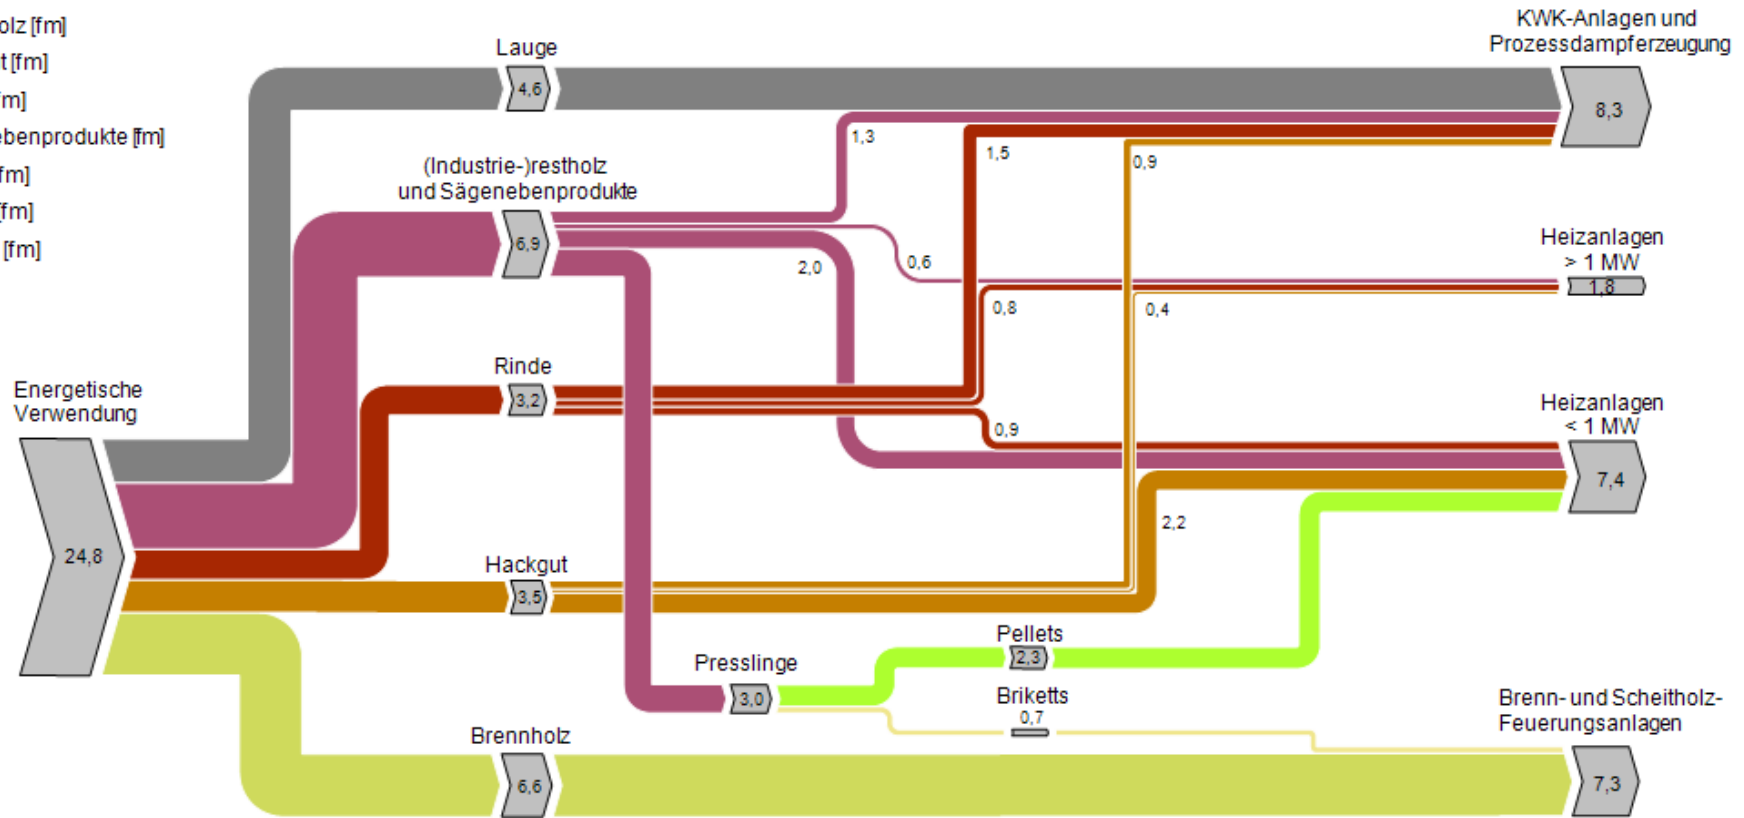 olz [fm]
t [fm]
fm]
ebenprodukte [fm]
fm]
[fm]
[fm]
Energetische
Verwendung
24,8
Lauge
4,6
(Industrie-)restholz
und Sägenebenprodukte
6,9
Rinde
3,2
Hackgut
3,5
Brennholz
6,6
Presslinge
3,0
Pellets
2,3
Briketts
0,7
1,3
1,5
0,9
0,6
2,0
0,8
0,4
0,9
2,2
KWK-Anlagen und
Prozessdampferzeugung
8,3
Heizanlagen
> 1 MW
1,8
Heizanlagen
< 1 MW
7,4
Brenn- und Scheitholz-
Feuerungsanlagen
7,3